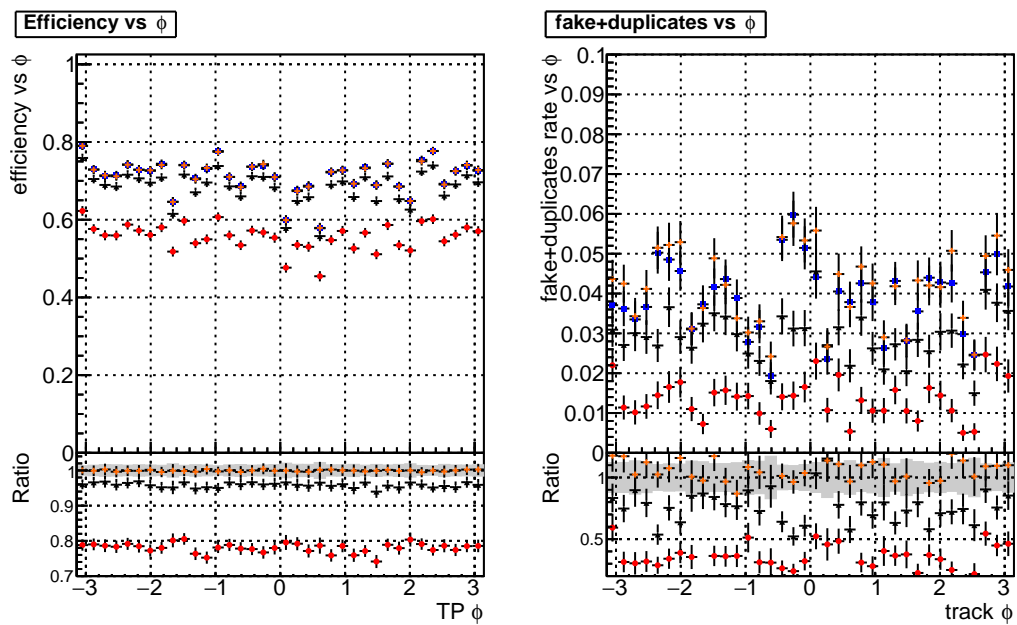 Efficiency vs ϕ
efficiency vs ϕ
1
0.8
0.6
0.4
0.2
0
Ratio
1
0.9
0.8
0.7
−3 −2 −1 0 1 2 3
TP ϕ
fake+duplicates vs ϕ
fake+duplicates rate vs ϕ
0.1
0.09
0.08
0.07
0.06
0.05
0.04
0.03
0.02
0.01
0
Ratio
1
0.5
−3 −2 −1 0 1 2 3
track ϕ